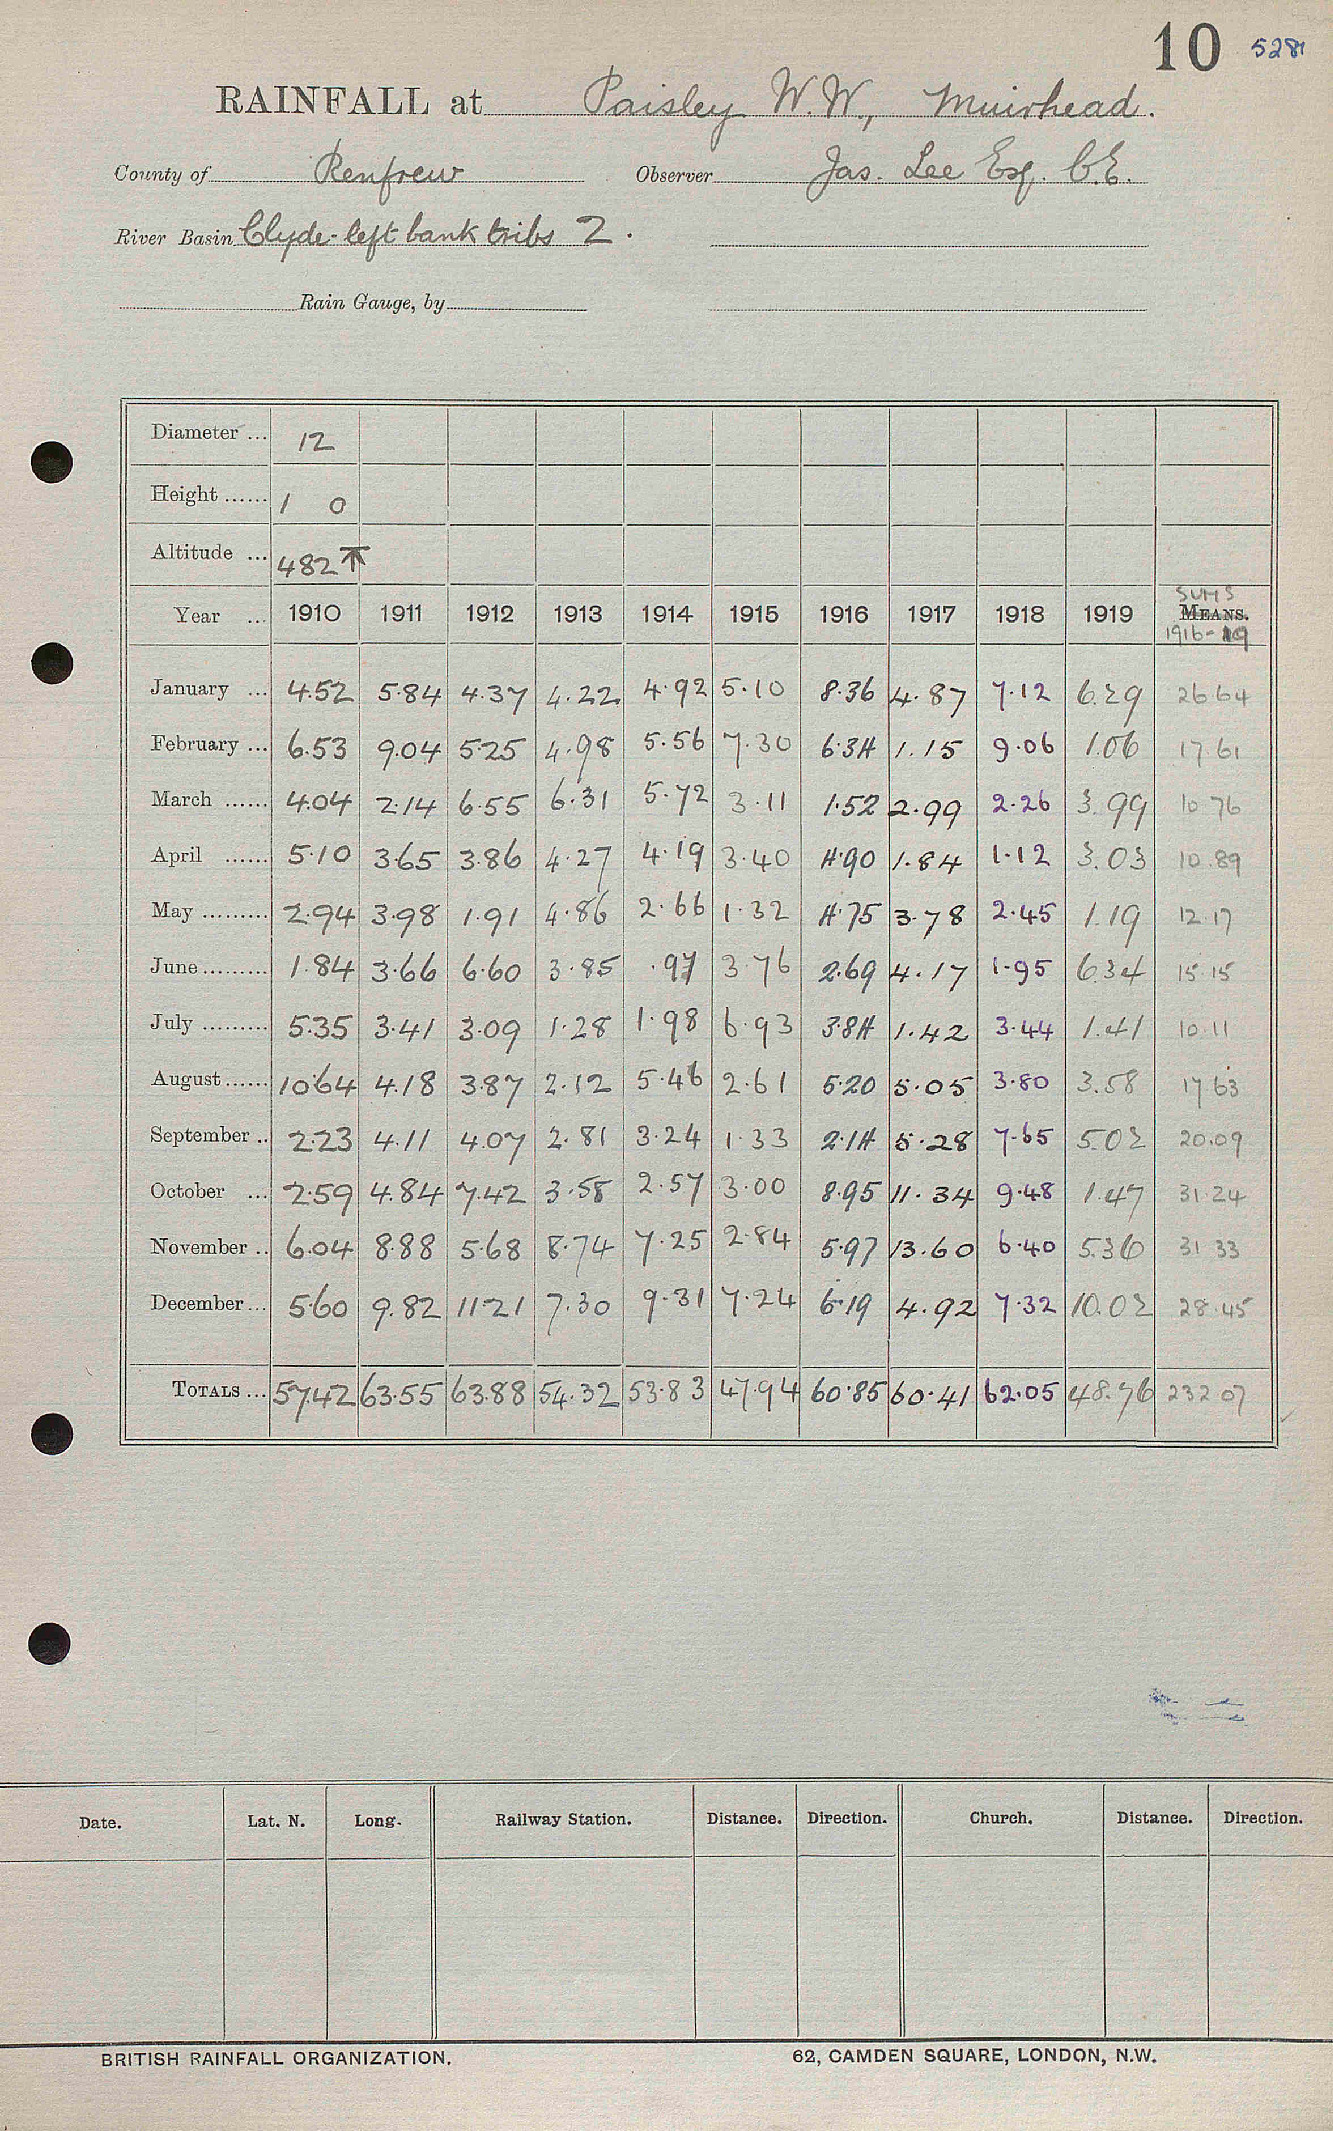 10 5281
RAINFALL at Paisley W.W., Muirhead.
County of Renfrew Observer Jas. Lee Esq. C.E.
River Basin Clyde-left bank tribs 2.
Rain Gauge, by
Diameter ... 12
Height ...... 1 0
Altitude ... 482 ↑
SUMS
Year ... 1910 1911 1912 1913 1914 1915 1916 1917 1918 1919 MEANS.
1916-19
January ... 4.52 5.84 4.37 4.22 4.92 5.10 8.36 4.87 7.12 6.29 26.64
February ... 6.53 9.04 5.25 4.98 5.56 7.30 6.34 1.15 9.06 1.06 17.61
March ...... 4.04 2.14 6.55 6.31 5.72 3.11 1.52 2.99 2.26 3.99 10.76
April ...... 5.10 3.65 3.86 4.27 4.19 3.40 4.90 1.84 1.12 3.03 10.89
May ......... 2.94 3.98 1.91 4.86 2.66 1.32 4.75 3.78 2.45 1.19 12.17
June ......... 1.84 3.66 6.60 3.85 .97 3.76 2.69 4.17 1.95 6.34 15.15
July ......... 5.35 3.41 3.09 1.28 1.98 6.93 3.84 1.42 3.44 1.41 10.11
August ...... 10.64 4.18 3.87 2.12 5.46 2.61 5.20 5.05 3.80 3.58 17.63
September .. 2.23 4.11 4.07 2.81 3.24 1.33 2.14 5.28 7.65 5.02 20.09
October ... 2.59 4.84 7.42 3.58 2.57 3.00 8.95 11.34 9.48 1.47 31.24
November .. 6.04 8.88 5.68 8.74 7.25 2.84 5.97 13.60 6.40 5.36 31.33
December ... 5.60 9.82 11.21 7.30 9.31 7.24 6.19 4.92 7.32 10.02 28.45
TOTALS ... 57.42 63.55 63.88 54.32 53.83 47.94 60.85 60.41 62.05 48.76 232.07
Date. Lat. N. Long. Railway Station. Distance. Direction. Church. Distance. Direction.
BRITISH RAINFALL ORGANIZATION. 62, CAMDEN SQUARE, LONDON, N.W.